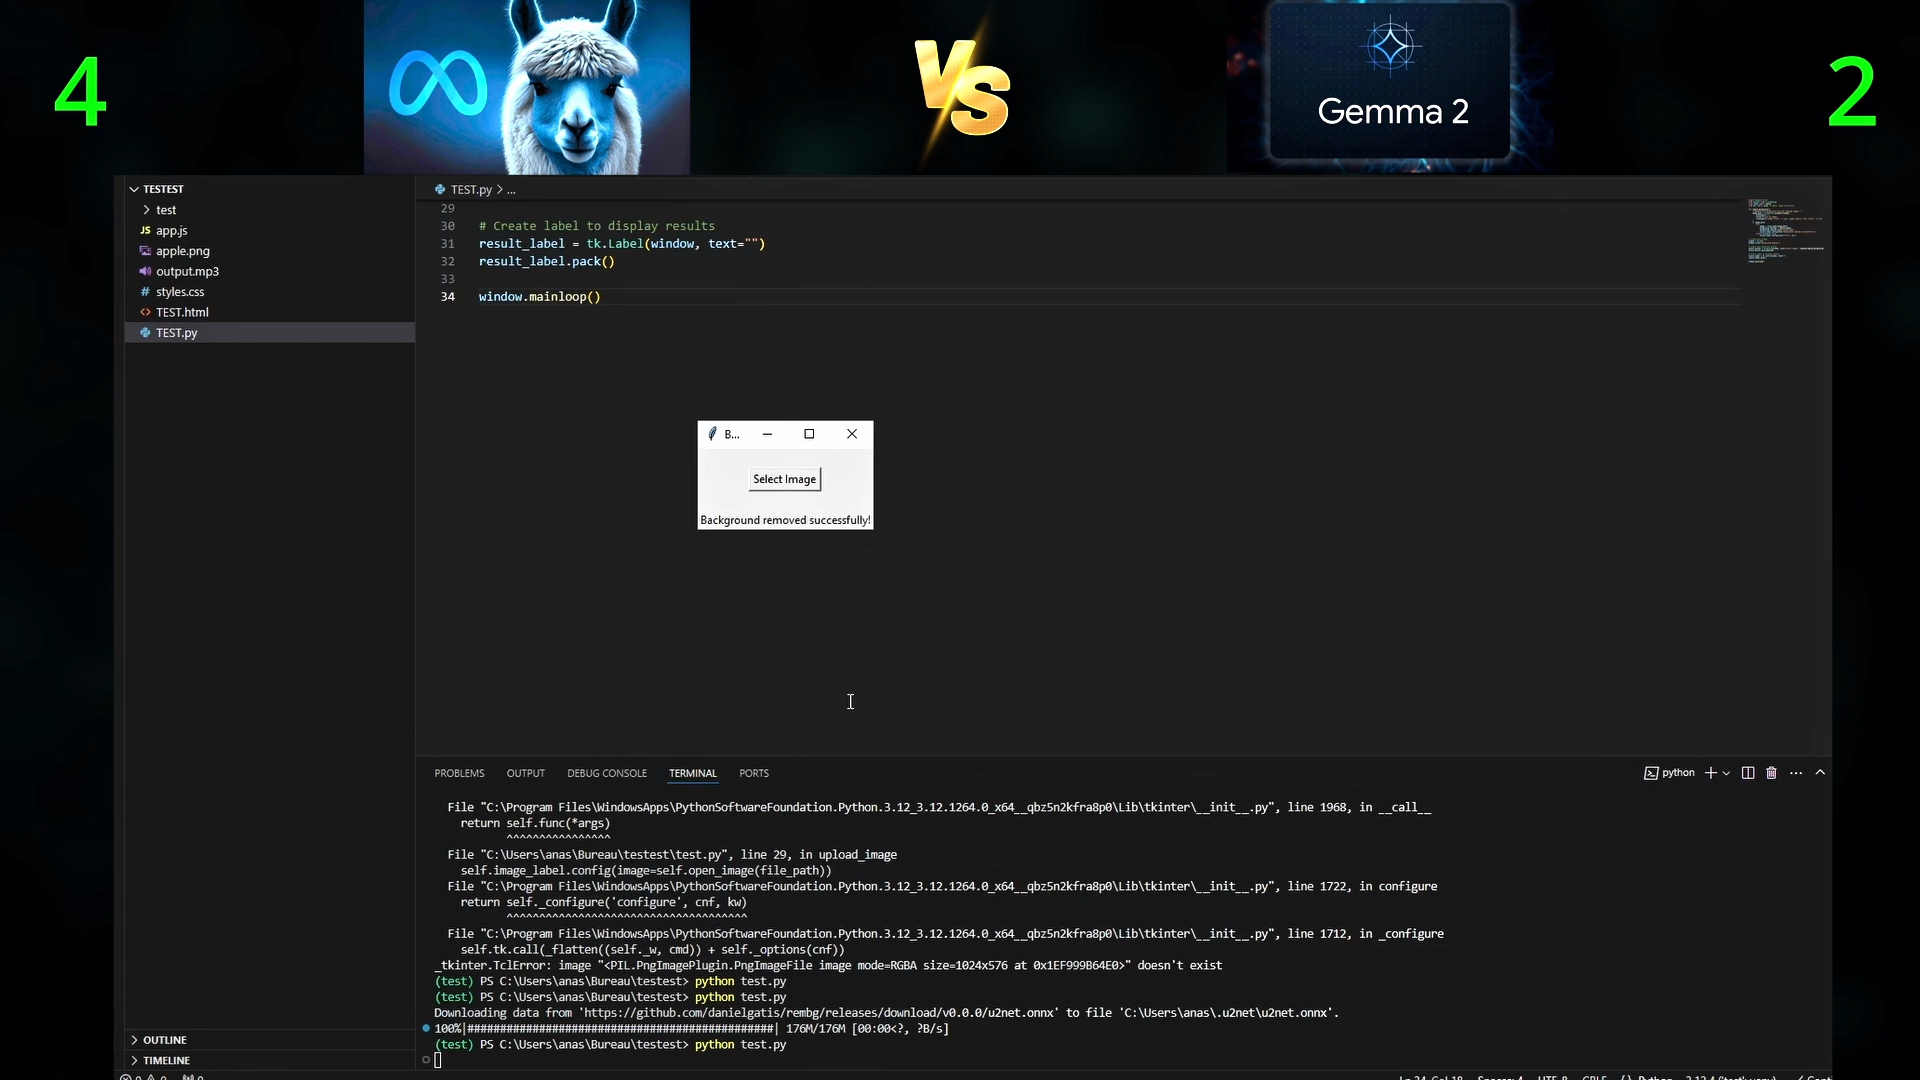 4
VS
Gemma 2
2
TESTEST
test
JS app.js
apple.png
output.mp3
# styles.css
<> TEST.html
TEST.py
TEST.py > ...
29
30 # Create label to display results
31 result_label = tk.Label(window, text="")
32 result_label.pack()
33
34 window.mainloop()
B...
Select Image
Background removed successfully!
PROBLEMS OUTPUT DEBUG CONSOLE TERMINAL PORTS
python
File "C:\Program Files\WindowsApps\PythonSoftwareFoundation.Python.3.12_3.12.1264.0_x64__qbz5n2kfra8p0\Lib\tkinter\__init__.py", line 1968, in __call__
return self.func(*args)
^^^^^^^^^^^^^^^^
File "C:\Users\anas\Bureau\testest\test.py", line 29, in upload_image
self.image_label.config(image=self.open_image(file_path))
File "C:\Program Files\WindowsApps\PythonSoftwareFoundation.Python.3.12_3.12.1264.0_x64__qbz5n2kfra8p0\Lib\tkinter\__init__.py", line 1722, in configure
return self._configure('configure', cnf, kw)
^^^^^^^^^^^^^^^^^^^^^^^^^^^^^^^^^^^^^
File "C:\Program Files\WindowsApps\PythonSoftwareFoundation.Python.3.12_3.12.1264.0_x64__qbz5n2kfra8p0\Lib\tkinter\__init__.py", line 1712, in _configure
self.tk.call(_flatten((self._w, cmd)) + self._options(cnf))
_tkinter.TclError: image "<PIL.PngImagePlugin.PngImageFile image mode=RGBA size=1024x576 at 0x1EF999B64E0>" doesn't exist
(test) PS C:\Users\anas\Bureau\testest> python test.py
(test) PS C:\Users\anas\Bureau\testest> python test.py
Downloading data from 'https://github.com/danielgatis/rembg/releases/download/v0.0.0/u2net.onnx' to file 'C:\Users\anas\.u2net\u2net.onnx'.
100%|###############################################| 176M/176M [00:00<?, ?B/s]
(test) PS C:\Users\anas\Bureau\testest> python test.py
OUTLINE
TIMELINE